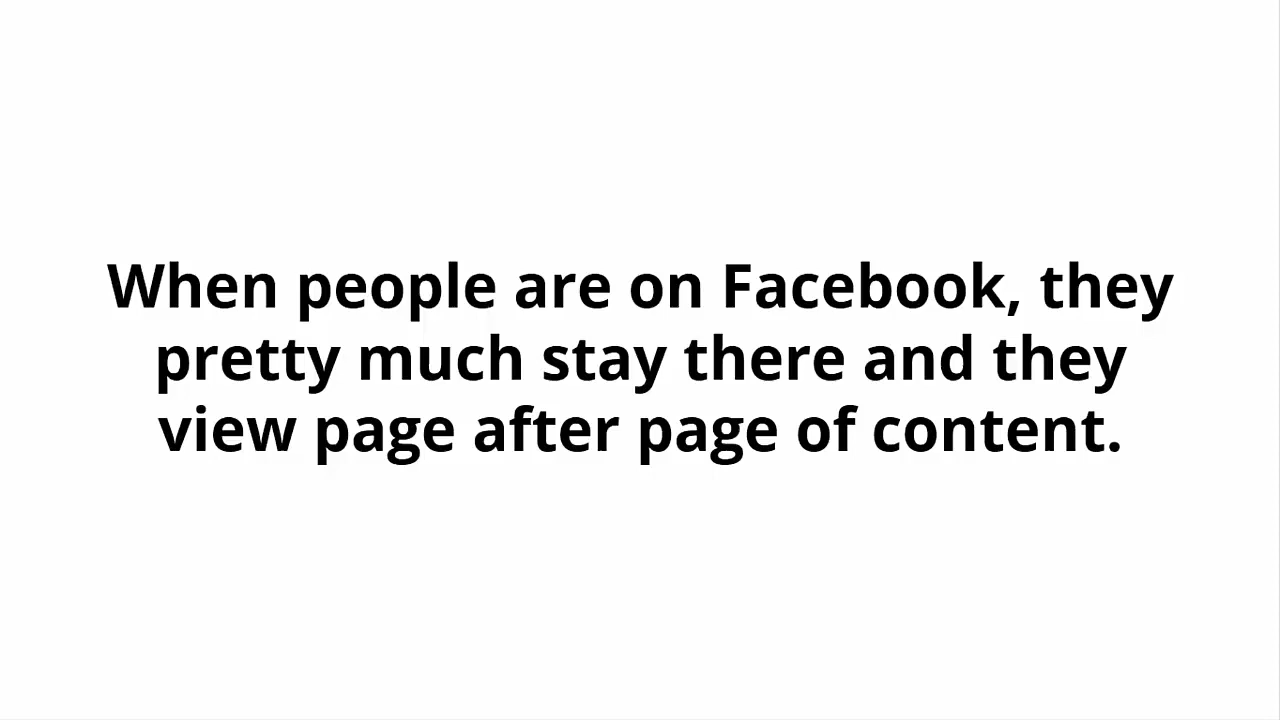 When people are on Facebook, they
pretty much stay there and they
view page after page of content.